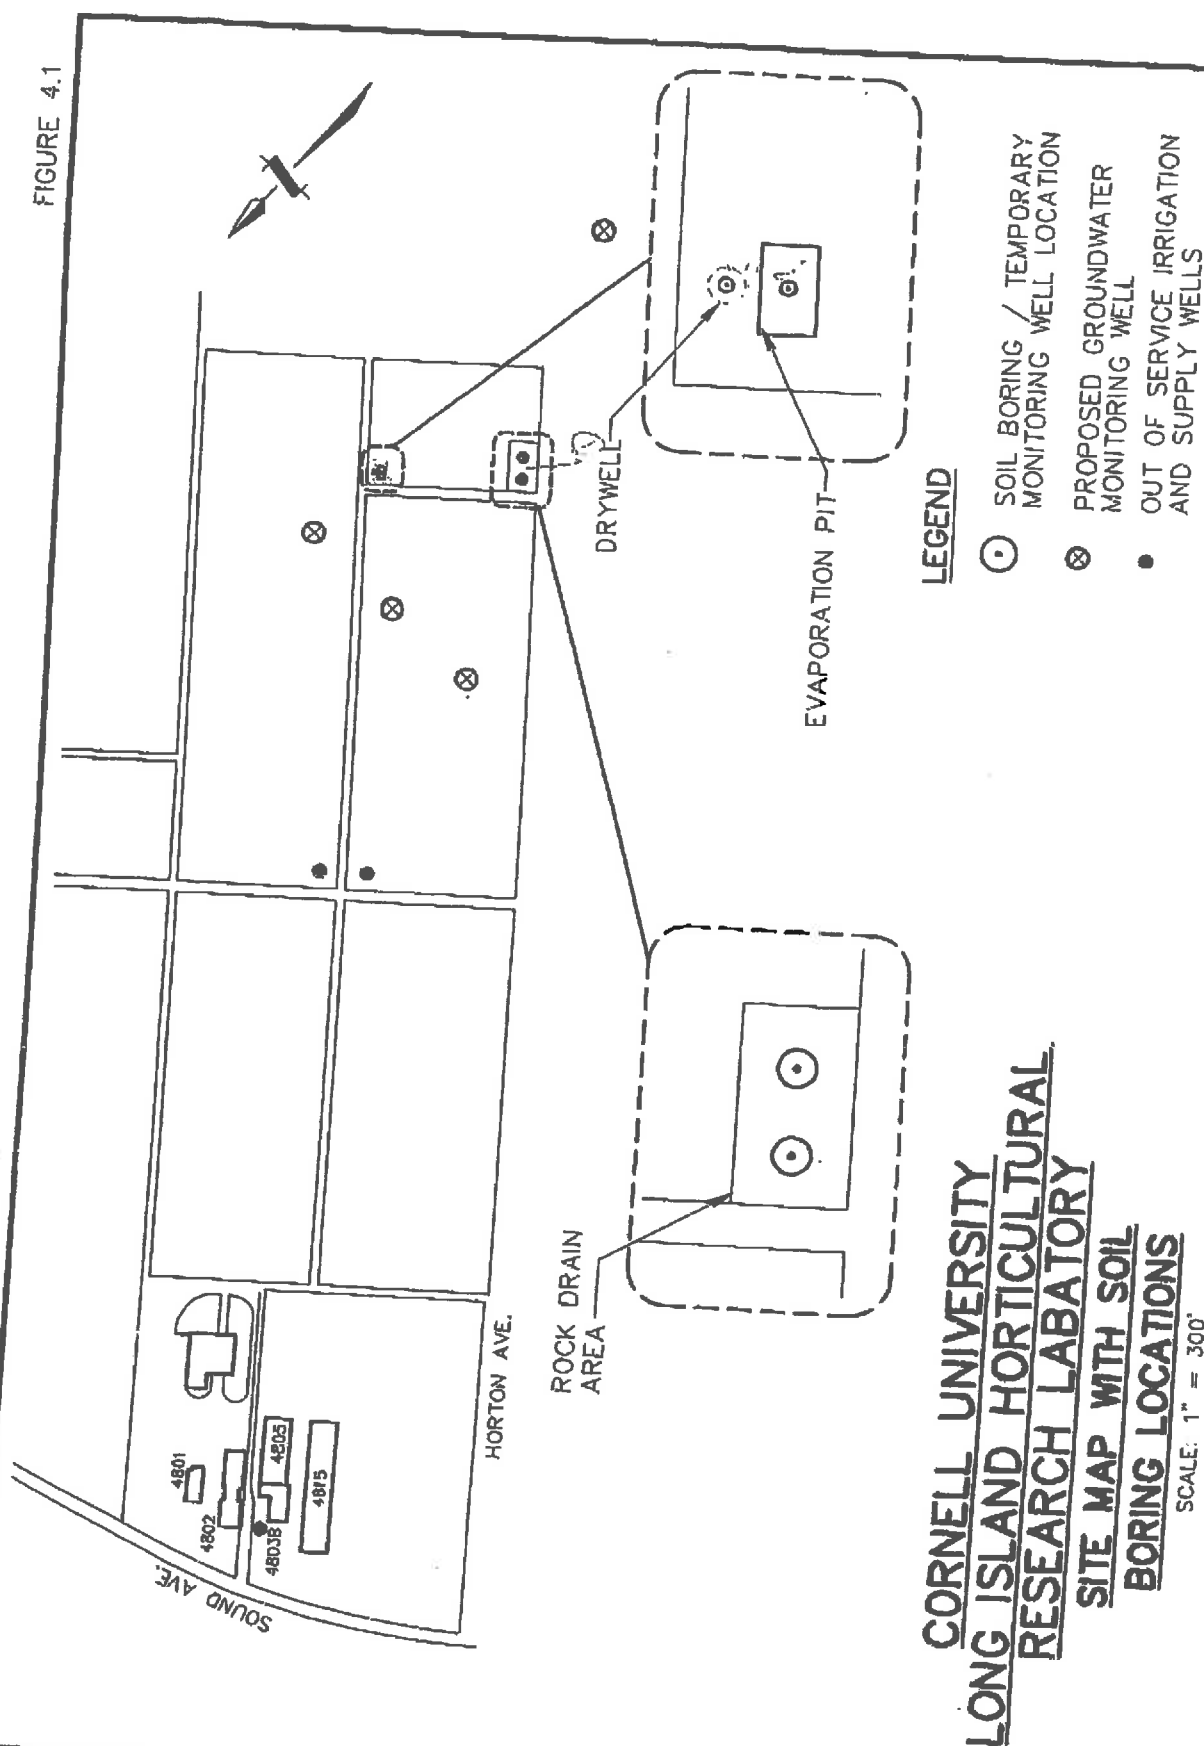 FIGURE 4.1
SOUND AVE.
4801
4802
4803B
4805
4815
HORTON AVE.
ROCK DRAIN
AREA
DRYWELL
EVAPORATION PIT
LEGEND
SOIL BORING / TEMPORARY
MONITORING WELL LOCATION
PROPOSED GROUNDWATER
MONITORING WELL
OUT OF SERVICE IRRIGATION
AND SUPPLY WELLS
CORNELL UNIVERSITY
LONG ISLAND HORTICULTURAL
RESEARCH LABATORY
SITE MAP WITH SOIL
BORING LOCATIONS
SCALE: 1" = 300'